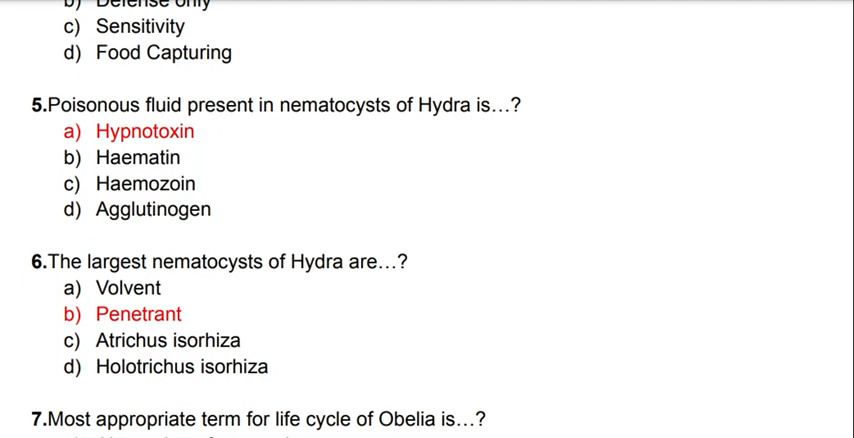 b) Defense only
c) Sensitivity
d) Food Capturing
5.Poisonous fluid present in nematocysts of Hydra is…?
a) Hypnotoxin
b) Haematin
c) Haemozoin
d) Agglutinogen
6.The largest nematocysts of Hydra are…?
a) Volvent
b) Penetrant
c) Atrichus isorhiza
d) Holotrichus isorhiza
7.Most appropriate term for life cycle of Obelia is…?